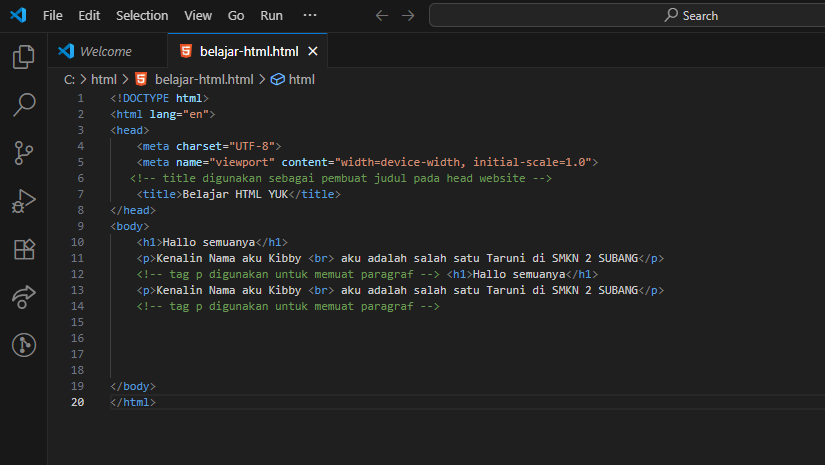 File Edit Selection View Go Run ··· Search
Welcome belajar-html.html
C: > html > belajar-html.html > html
1 <!DOCTYPE html>
2 <html lang="en">
3 <head>
4 <meta charset="UTF-8">
5 <meta name="viewport" content="width=device-width, initial-scale=1.0">
6 <!-- title digunakan sebagai pembuat judul pada head website -->
7 <title>Belajar HTML YUK</title>
8 </head>
9 <body>
10 <h1>Hallo semuanya</h1>
11 <p>Kenalin Nama aku Kibby <br> aku adalah salah satu Taruni di SMKN 2 SUBANG</p>
12 <!-- tag p digunakan untuk memuat paragraf --> <h1>Hallo semuanya</h1>
13 <p>Kenalin Nama aku Kibby <br> aku adalah salah satu Taruni di SMKN 2 SUBANG</p>
14 <!-- tag p digunakan untuk memuat paragraf -->
15
16
17
18
19 </body>
20 </html>